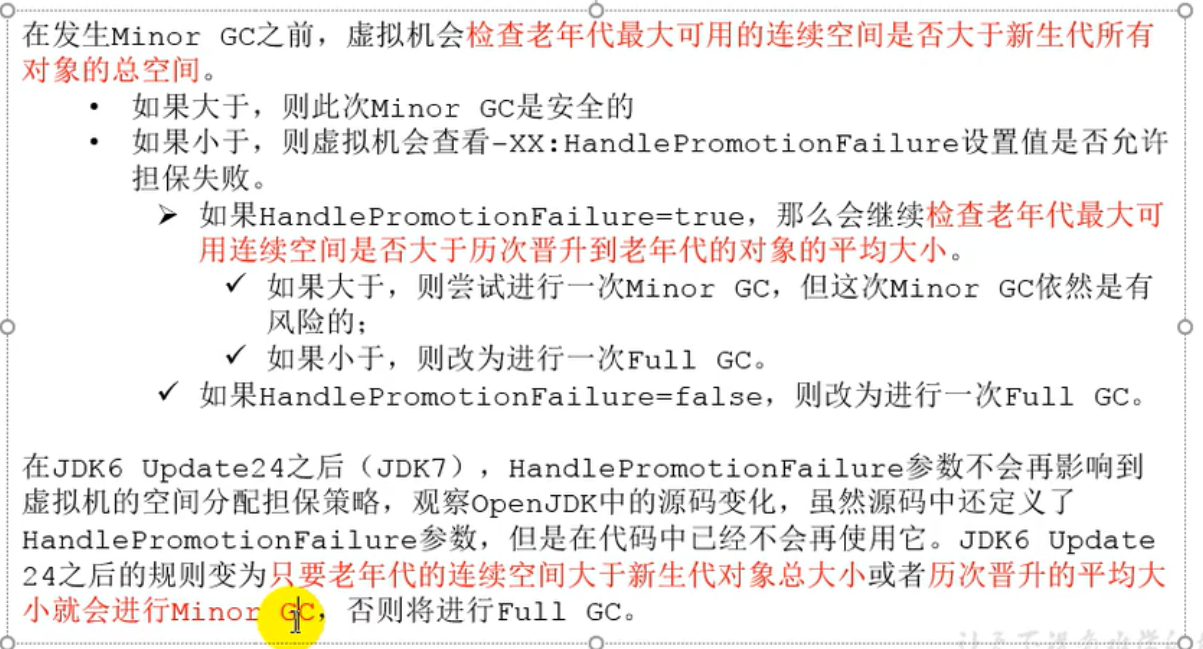 在发生Minor GC之前，虚拟机会检查老年代最大可用的连续空间是否大于新生代所有
对象的总空间。
• 如果大于，则此次Minor GC是安全的
• 如果小于，则虚拟机会查看-XX:HandlePromotionFailure设置值是否允许
担保失败。
➢ 如果HandlePromotionFailure=true，那么会继续检查老年代最大可
用连续空间是否大于历次晋升到老年代的对象的平均大小。
✓ 如果大于，则尝试进行一次Minor GC，但这次Minor GC依然是有
风险的；
✓ 如果小于，则改为进行一次Full GC。
✓ 如果HandlePromotionFailure=false，则改为进行一次Full GC。
在JDK6 Update24之后（JDK7），HandlePromotionFailure参数不会再影响到
虚拟机的空间分配担保策略，观察OpenJDK中的源码变化，虽然源码中还定义了
HandlePromotionFailure参数，但是在代码中已经不会再使用它。JDK6 Update
24之后的规则变为只要老年代的连续空间大于新生代对象总大小或者历次晋升的平均大
小就会进行Minor GC，否则将进行Full GC。